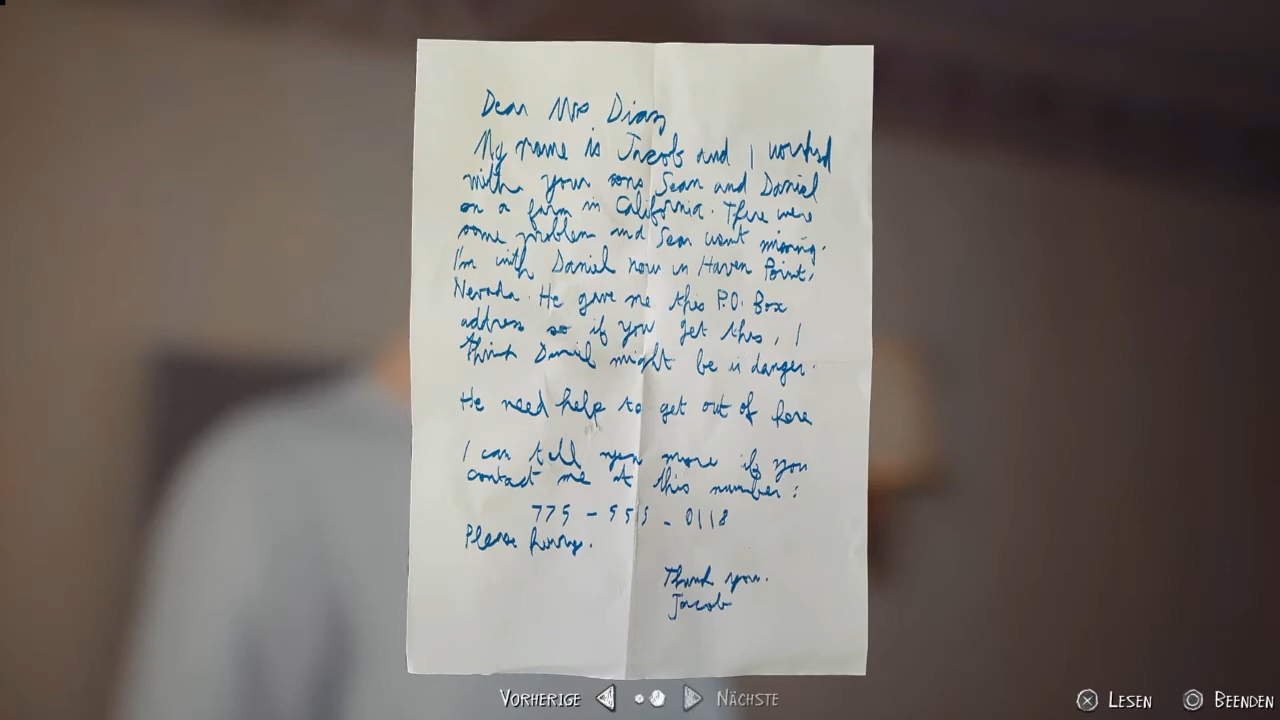 Dear Mrs Diaz
My name is Jacob and I worked
with your sons Sean and Daniel
on a farm in California. There were
some problem and Sean went missing.
I'm with Daniel now in Haven Point,
Nevada. He gave me this P.O. Box
address so if you get this, I
think Daniel might be in danger.
He need help to get out of here
I can tell you more if you
contact me at this number:
775 - 555 - 0118
Please hurry.
Thank you.
Jacob
VORHERIGE
NÄCHSTE
LESEN
BEENDEN